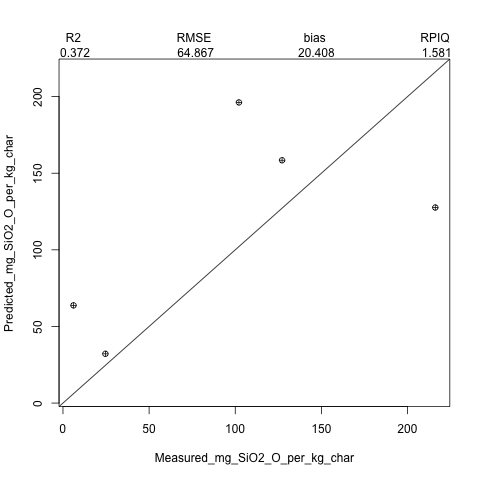 R2 RMSE bias RPIQ
0.372 64.867 20.408 1.581
Predicted_mg_SiO2_O_per_kg_char
200
150
100
50
0
0 50 100 150 200
Measured_mg_SiO2_O_per_kg_char